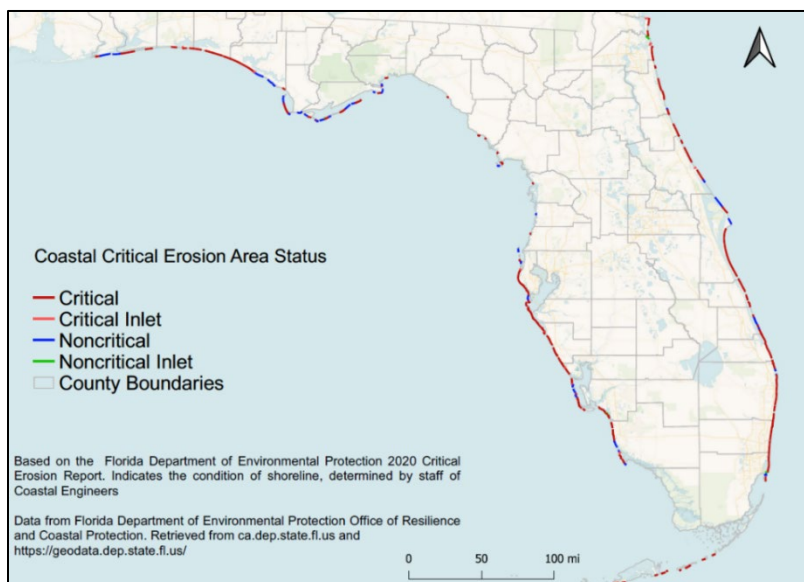 Coastal Critical Erosion Area Status
Critical
Critical Inlet
Noncritical
Noncritical Inlet
County Boundaries
Based on the Florida Department of Environmental Protection 2020 Critical
Erosion Report. Indicates the condition of shoreline, determined by staff of
Coastal Engineers
Data from Florida Department of Environmental Protection Office of Resilience
and Coastal Protection. Retrieved from ca.dep.state.fl.us and
https://geodata.dep.state.fl.us/
0 50 100 mi